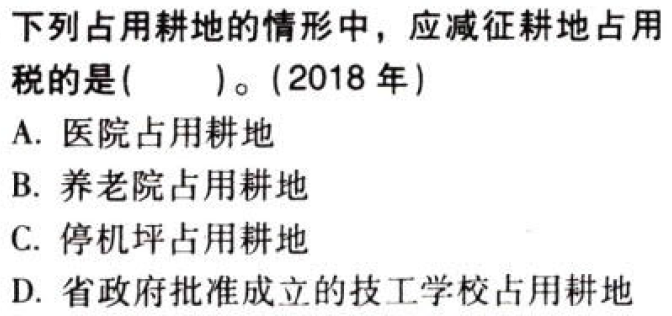 下列占用耕地的情形中，应减征耕地占用
税的是(　　)。(2018 年)
A. 医院占用耕地
B. 养老院占用耕地
C. 停机坪占用耕地
D. 省政府批准成立的技工学校占用耕地